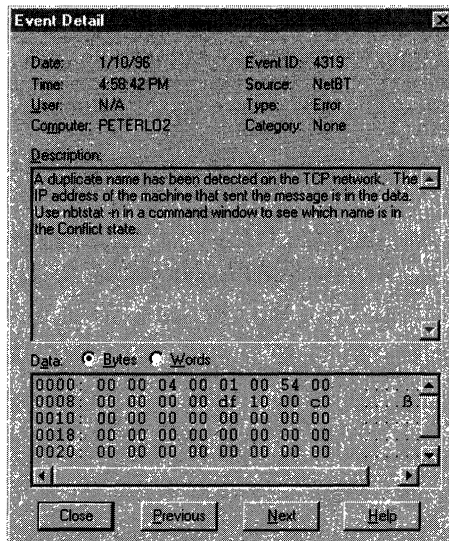 Event Detail
Date: 1/10/96 Event ID: 4319
Time: 4:58:42 PM Source: NetBT
User: N/A Type: Error
Computer: PETERLO2 Category: None
Description:
A duplicate name has been detected on the TCP network. The
IP address of the machine that sent the message is in the data.
Use nbtstat -n in a command window to see which name is in
the Conflict state.
Data: Bytes Words
0000: 00 00 04 00 01 00 54 00 ......
0008: 00 00 00 00 df 10 00 c0 .ß.
0010: 00 00 00 00 00 00 00 00 ......
0018: 00 00 00 00 00 00 00 00 ......
0020: 00 00 00 00 00 00 00 00 ......
Close Previous Next Help